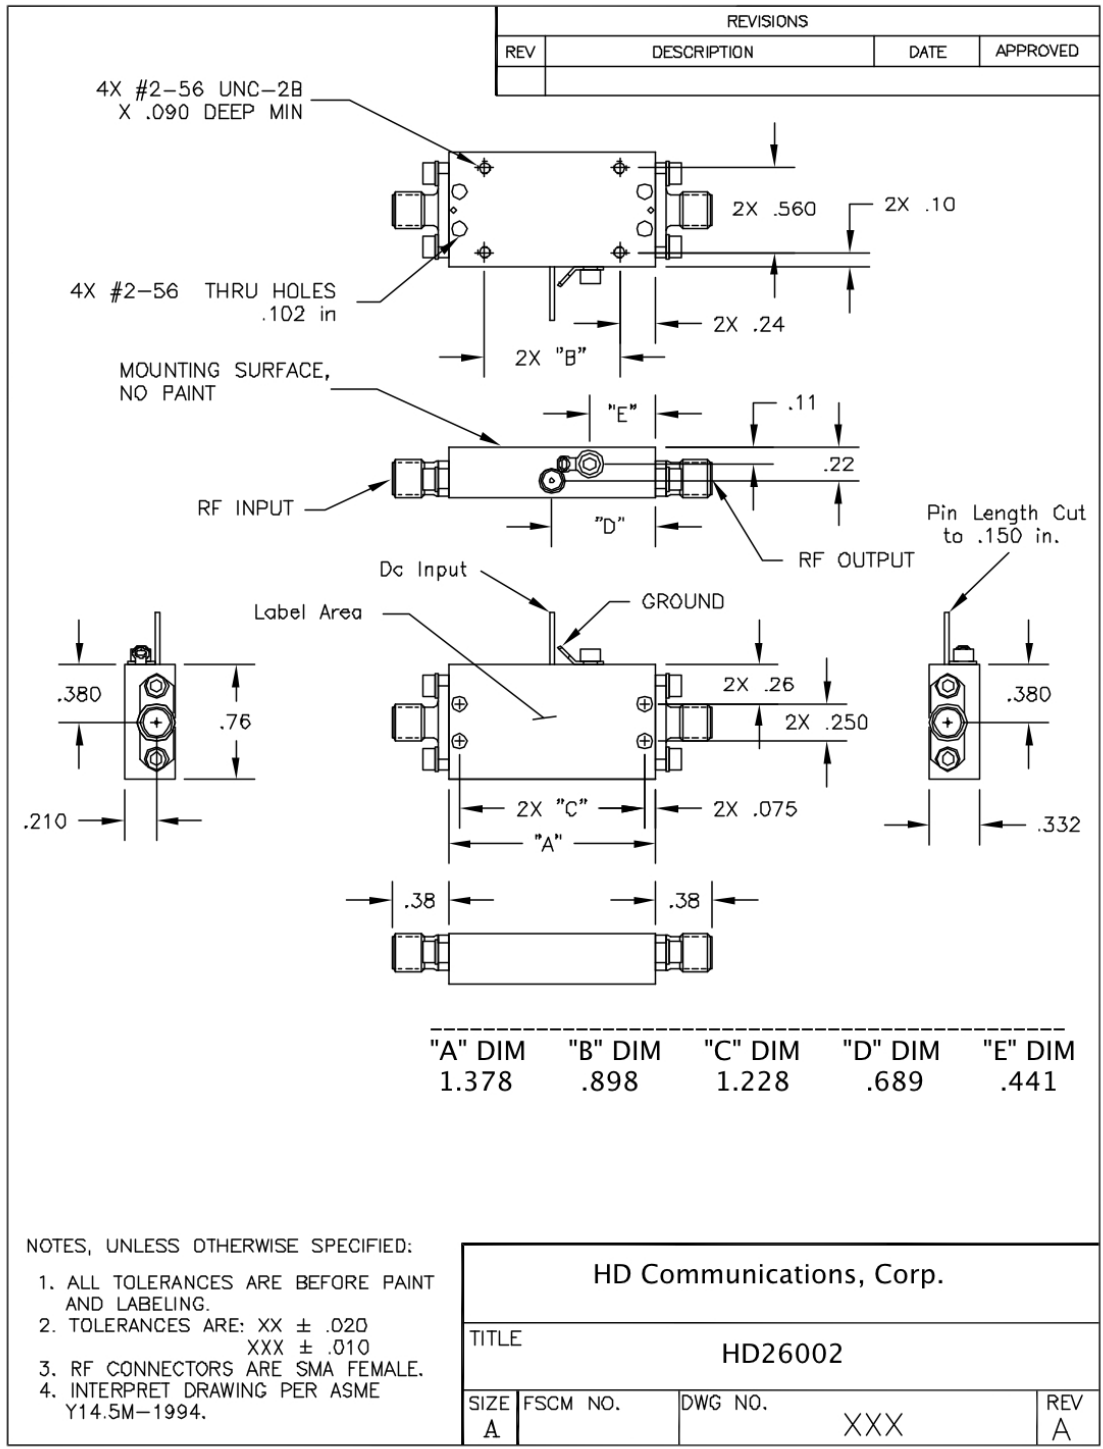 REVISIONS
REV DESCRIPTION DATE APPROVED
4X #2-56 UNC-2B
X .090 DEEP MIN
2X .560
2X .10
4X #2-56 THRU HOLES
.102 in
2X .24
2X "B"
MOUNTING SURFACE,
NO PAINT
"E"
.11
.22
RF INPUT
"D"
RF OUTPUT
Pin Length Cut
to .150 in.
Dc Input
GROUND
Label Area
.380
.76
2X .26
2X .250
.380
.210
2X "C"
2X .075
.332
"A"
.38
.38
"A" DIM "B" DIM "C" DIM "D" DIM "E" DIM
1.378 .898 1.228 .689 .441
NOTES, UNLESS OTHERWISE SPECIFIED:
1. ALL TOLERANCES ARE BEFORE PAINT
AND LABELING.
2. TOLERANCES ARE: XX ± .020
XXX ± .010
3. RF CONNECTORS ARE SMA FEMALE.
4. INTERPRET DRAWING PER ASME
Y14.5M-1994.
HD Communications, Corp.
TITLE
HD26002
SIZE FSCM NO. DWG NO. REV
A XXX A